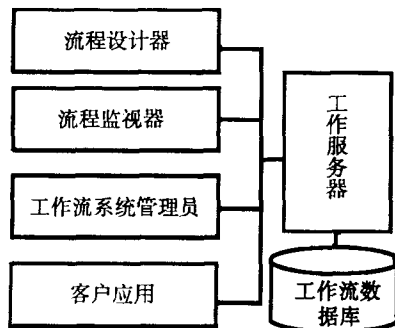 流程设计器
流程监视器
工作流系统管理员
客户应用
工作服务器
工作流数
据库